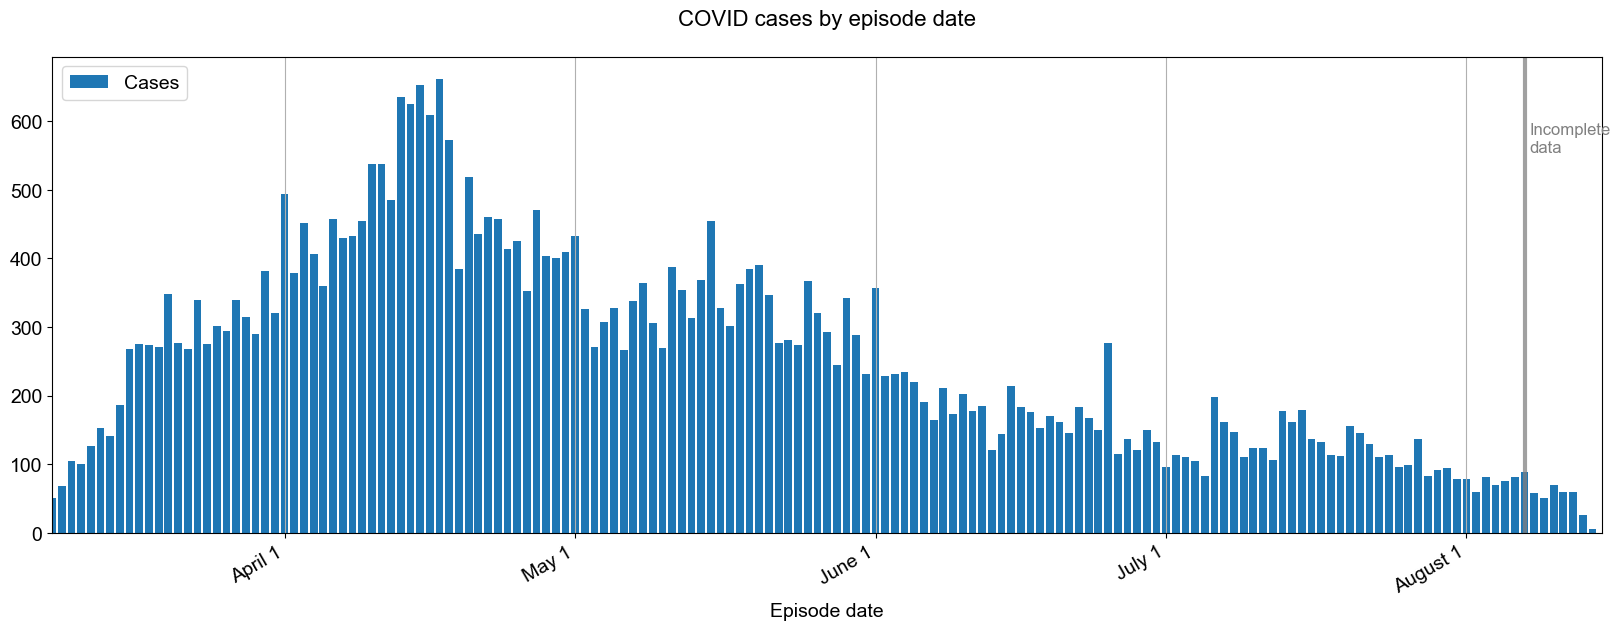 COVID cases by episode date
Cases
600
500
400
300
200
100
0
Incomplete
data
April 1
May 1
June 1
July 1
August 1
Episode date